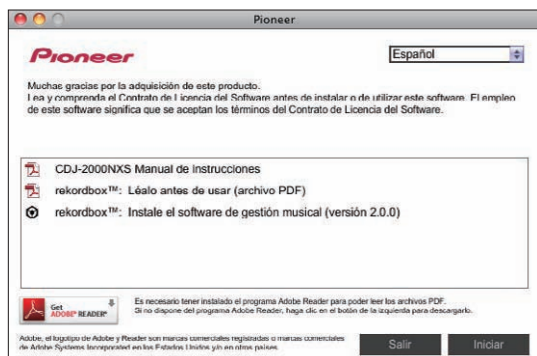 Pioneer
Pioneer
Español
Muchas gracias por la adquisición de este producto.
Lea y comprenda el Contrato de Licencia del Software antes de instalar o de utilizar este software. El empleo
de este software significa que se aceptan los términos del Contrato de Licencia del Software.
CDJ-2000NXS Manual de instrucciones
rekordbox™: Léalo antes de usar (archivo PDF)
rekordbox™: Instale el software de gestión musical (versión 2.0.0)
Get
ADOBE® READER®
Es necesario tener instalado el programa Adobe Reader para poder leer los archivos PDF.
Si no dispone del programa Adobe Reader, haga clic en el botón de la izquierda para descargarlo.
Adobe, el logotipo de Adobe y Reader son marcas comerciales registradas o marcas comerciales
de Adobe Systems Incorporated en los Estados Unidos y/o en otros países.
Salir
Iniciar